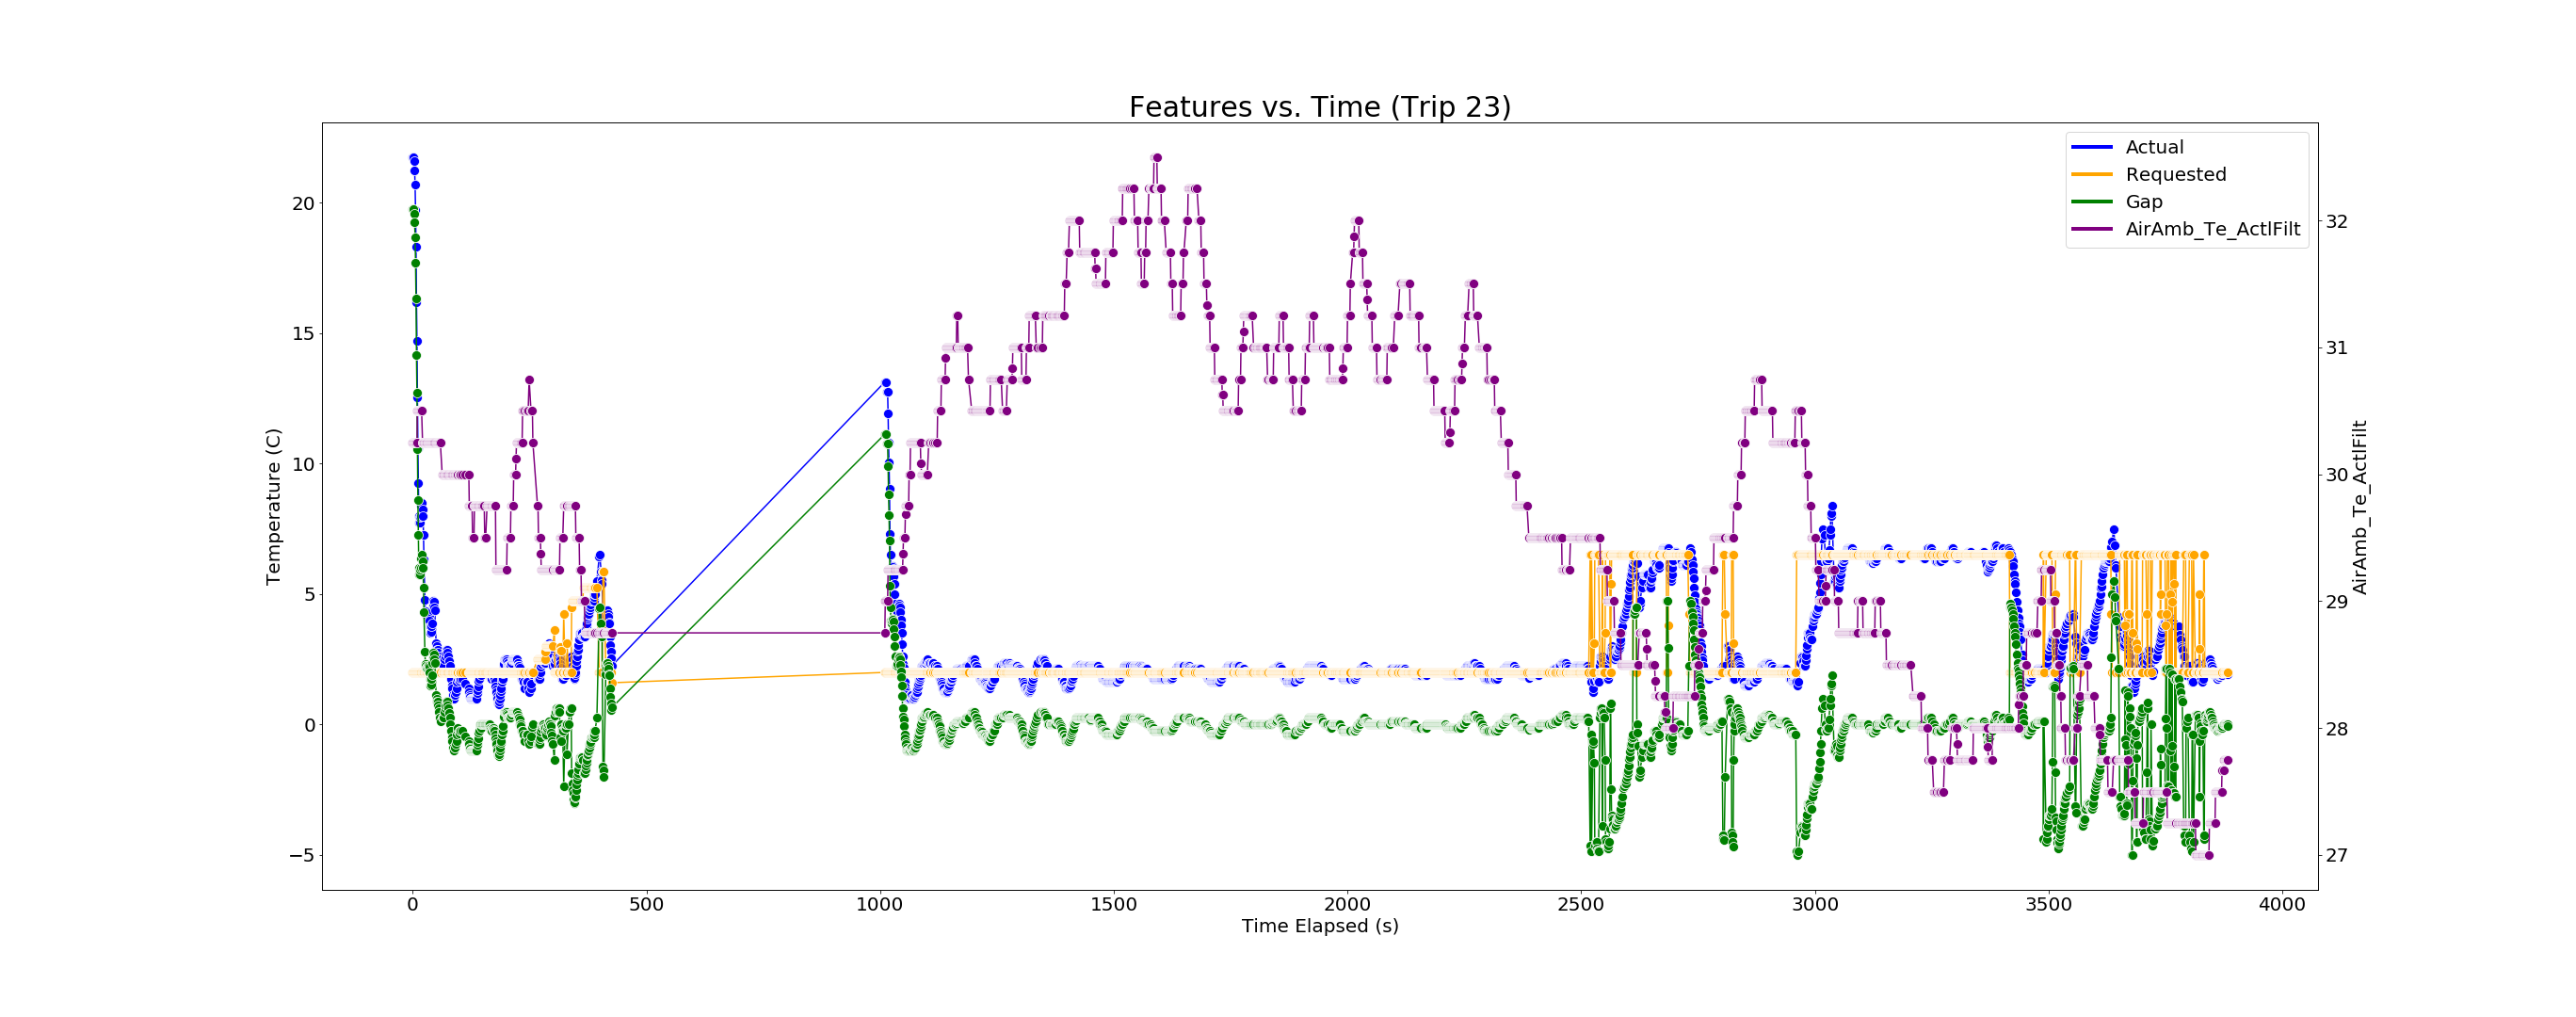 Features vs. Time (Trip 23)
Actual
Requested
Gap
AirAmb_Te_ActlFilt
Temperature (C)
20
15
10
5
0
−5
32
31
30
29
28
27
AirAmb_Te_ActlFilt
0 500 1000 1500 2000 2500 3000 3500 4000
Time Elapsed (s)